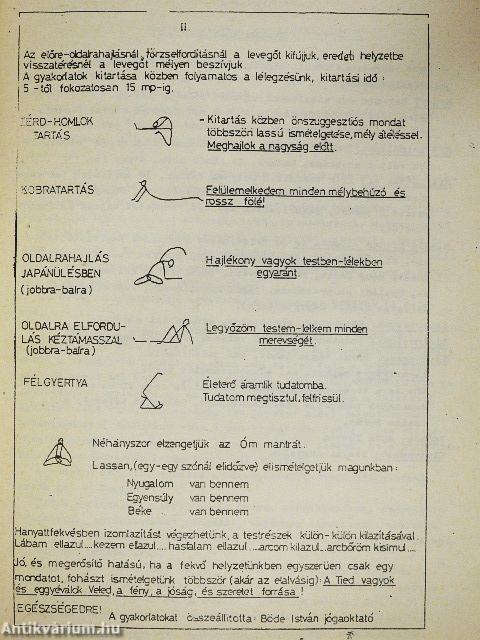 II.
Az előre-oldalrahajlásnál, törzselfordításnál a levegőt kifújjuk, eredeti helyzetbe
visszatérésnél a levegőt mélyen beszívjuk.
A gyakorlatok kitartása közben folyamatos a lélegzésünk, kitartási idő :
5 -től fokozatosan 15 mp-ig.
TÉRD-HOMLOK
TARTÁS
- Kitartás közben önszuggesztiós mondat
többszöri lassú ismételgetése, mély átéléssel.
Meghajlok a nagyság előtt.
KOBRATARTÁS
Felülemelkedem minden mélybehúzó és
rossz fölé!
OLDALRAHAJLÁS
JAPÁNÜLÉSBEN
(jobbra-balra)
Hajlékony vagyok testben-lélekben
egyaránt.
OLDALRA ELFORDU-
LÁS KÉZTÁMASSZAL
(jobbra-balra)
Legyőzöm testem-lelkem minden
merevségét.
FÉLGYERTYA
Életerő áramlik tudatomba.
Tudatom megtisztul, felfrissül.
Néhányszor elzengetjük az Óm mantrát.
Lassan, (egy-egy szónál elidőzve) elismételgetjük magunkban :
Nyugalom van bennem
Egyensúly van bennem
Béke van bennem
Hanyattfekvésben izomlazítást végezhetünk, a testrészek külön-külön kilazításával.
Lábam ellazul.... kezem ellazul.... hasfalam ellazul....arcom kilazul..arcbőröm kisimul....
Jó, és megerősítő hatású, ha a fekvő helyzetünkben egyszerűen csak egy
mondatot, fohászt ismételgetünk többször (akár az elalvásig): A Tied vagyok
és eggyéválok Veled, a fény, a jóság, és szeretet forrása !
EGÉSZSÉGEDRE!
A gyakorlatokat összeállította: Böde István jógaoktató
Antikvárium.hu